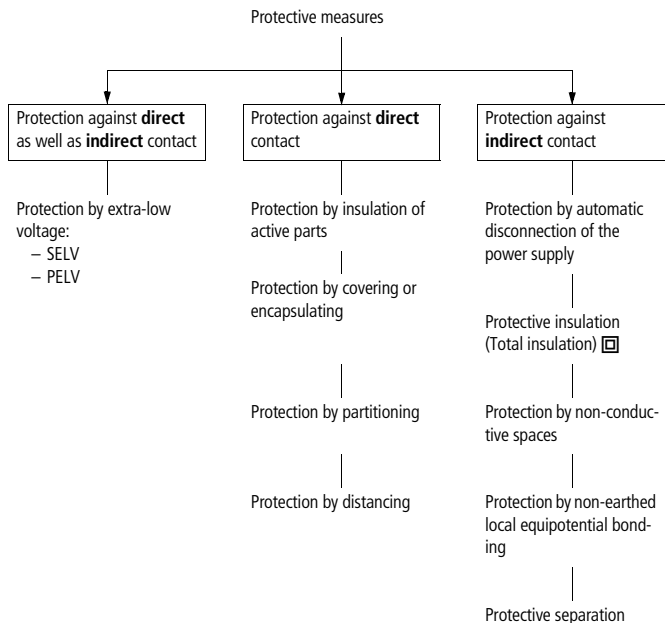 Protective measures
Protection against direct
as well as indirect contact
Protection by extra-low
voltage:
– SELV
– PELV
Protection against direct
contact
Protection by insulation of
active parts
Protection by covering or
encapsulating
Protection by partitioning
Protection by distancing
Protection against
indirect contact
Protection by automatic
disconnection of the
power supply
Protective insulation
(Total insulation)
Protection by non-conduc-
tive spaces
Protection by non-earthed
local equipotential bond-
ing
Protective separation